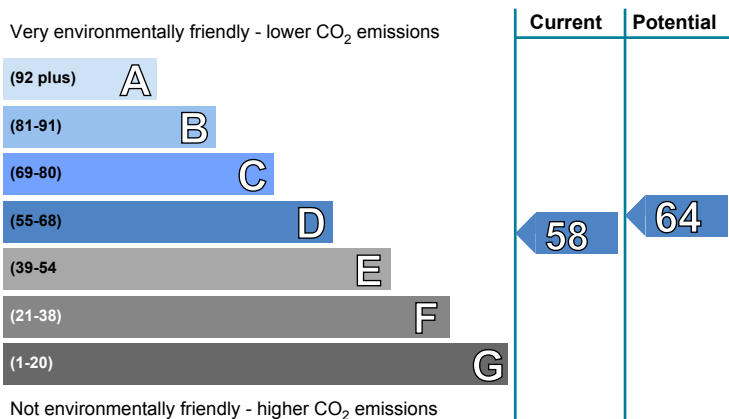 Current Potential
Very environmentally friendly - lower CO2 emissions
(92 plus) A
(81-91) B
(69-80) C
(55-68) D
58 64
(39-54 E
(21-38) F
(1-20) G
Not environmentally friendly - higher CO2 emissions